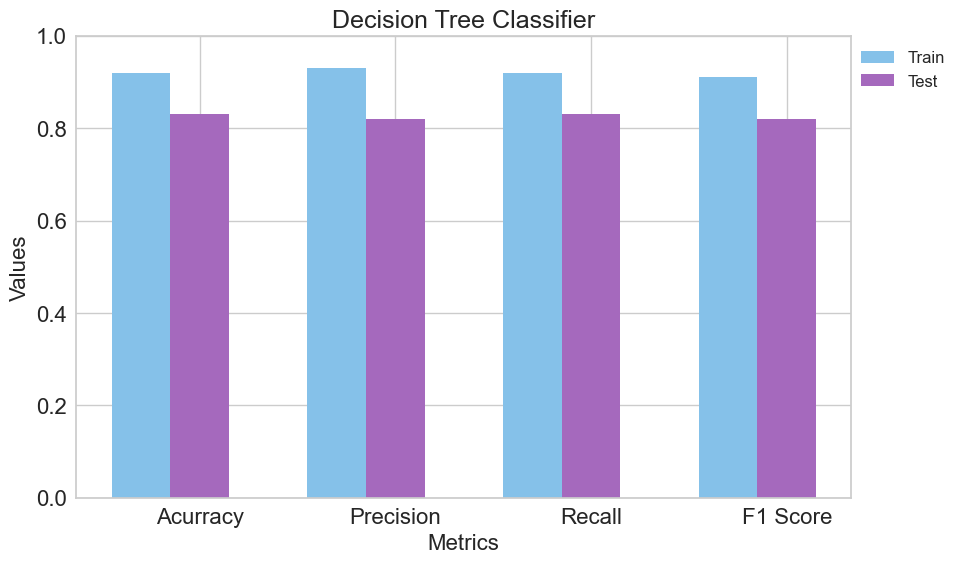 Decision Tree Classifier
1.0
0.8
0.6
0.4
0.2
0.0
Values
Acurracy Precision Recall F1 Score
Metrics
Train
Test